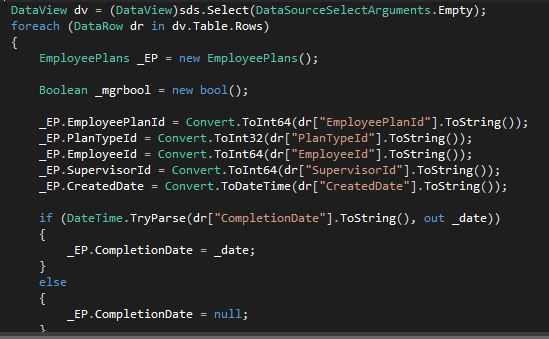 DataView dv = (DataView)sds.Select(DataSourceSelectArguments.Empty);
foreach (DataRow dr in dv.Table.Rows)
{
EmployeePlans _EP = new EmployeePlans();
Boolean _mgrbool = new bool();
_EP.EmployeePlanId = Convert.ToInt64(dr["EmployeePlanId"].ToString());
_EP.PlanTypeId = Convert.ToInt32(dr["PlanTypeId"].ToString());
_EP.EmployeeId = Convert.ToInt64(dr["EmployeeId"].ToString());
_EP.SupervisorId = Convert.ToInt64(dr["SupervisorId"].ToString());
_EP.CreatedDate = Convert.ToDateTime(dr["CreatedDate"].ToString());
if (DateTime.TryParse(dr["CompletionDate"].ToString(), out _date))
{
_EP.CompletionDate = _date;
}
else
{
_EP.CompletionDate = null;
}